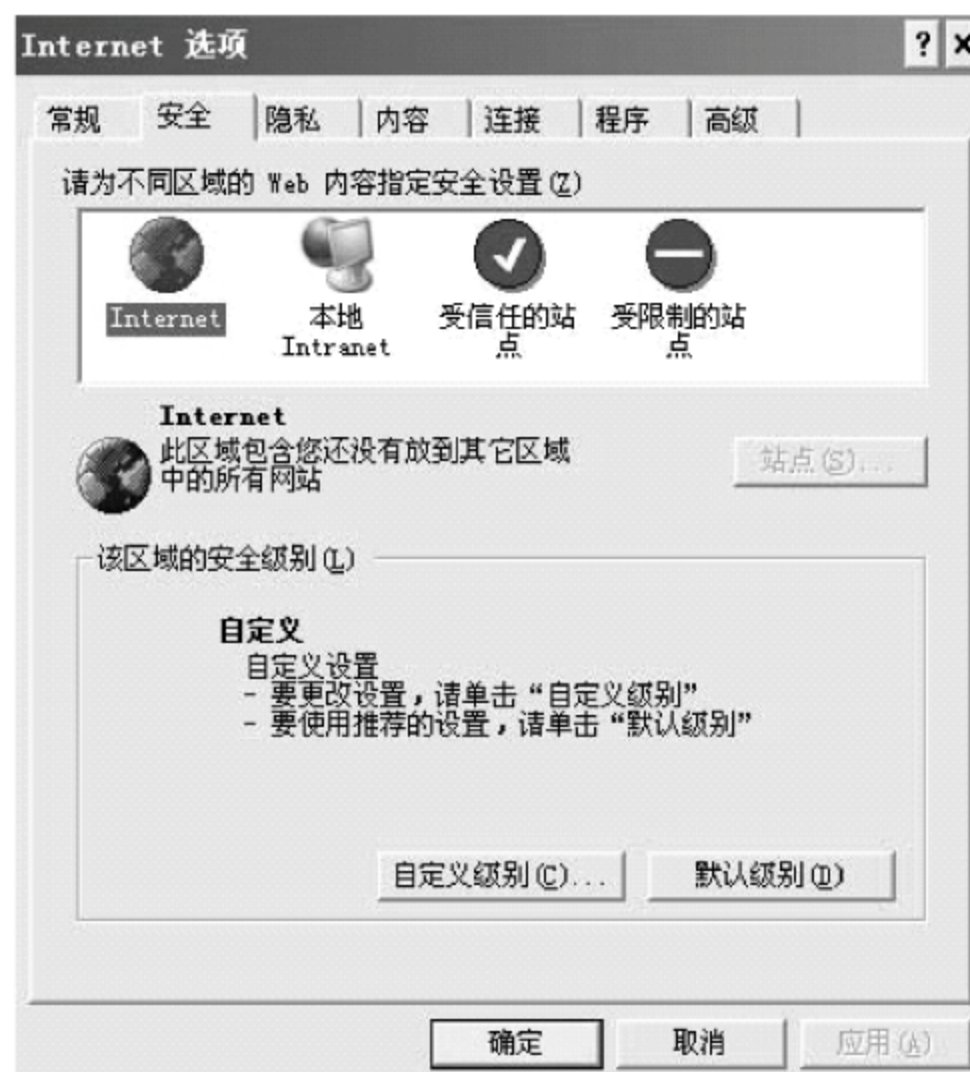 Internet 选项
常规 安全 隐私 内容 连接 程序 高级
请为不同区域的 Web 内容指定安全设置(Z)
Internet 本地 受信任的站 受限制的站
Intranet 点 点
Internet
此区域包含您还没有放到其它区域
中的所有网站
站点(S)...
该区域的安全级别(L)
自定义
自定义设置
- 要更改设置，请单击“自定义级别”
- 要使用推荐的设置，请单击“默认级别”
自定义级别(C)... 默认级别(D)
确定 取消 应用(A)